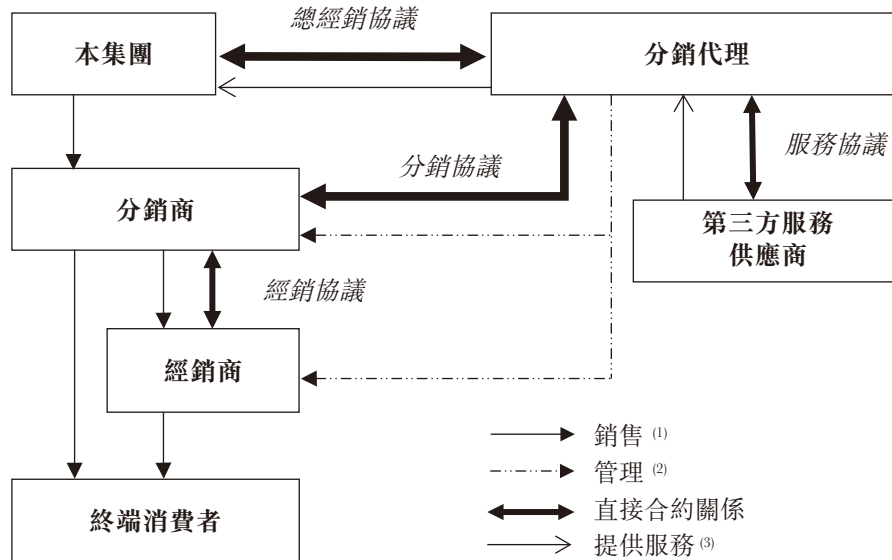 總經銷協議
本集團
分銷代理
分銷協議
服務協議
分銷商
第三方服務
供應商
經銷協議
經銷商
終端消費者
銷售 (1)
管理 (2)
直接合約關係
提供服務 (3)